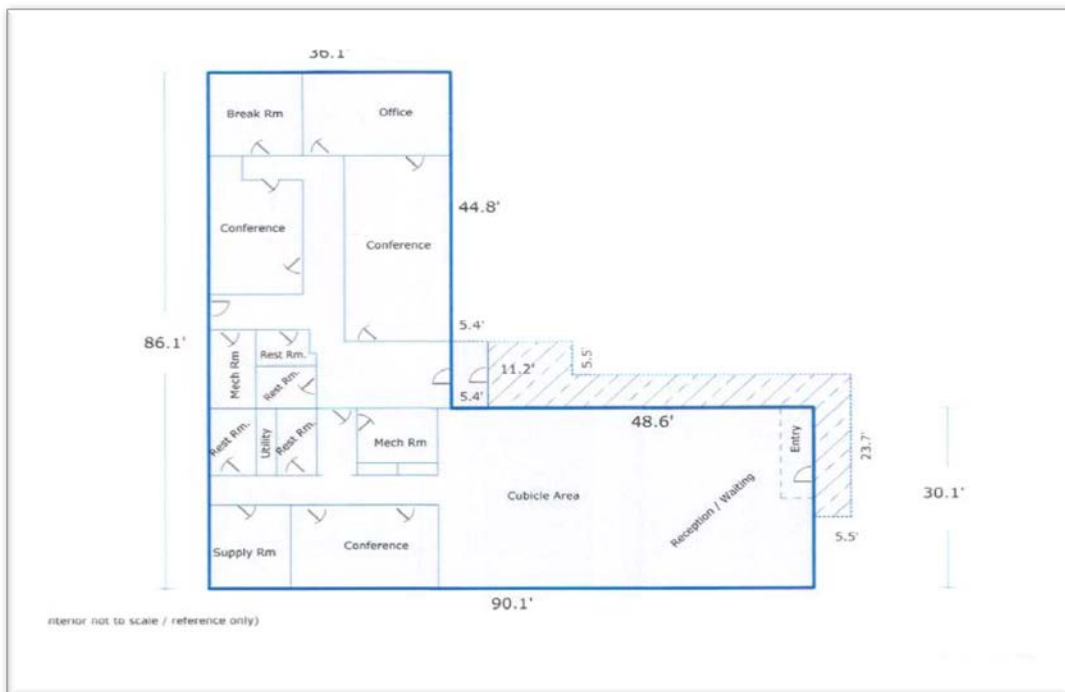 36.1'
Break Rm
Office
44.8'
Conference
Conference
5.4'
86.1'
Mech Rm
Rest Rm.
Rest Rm.
11.2'
5.5'
5.4'
48.6'
Rest Rm.
Utility
Rest Rm.
Mech Rm
Entry
23.7'
Cubicle Area
Reception / Waiting
30.1'
Supply Rm
Conference
5.5'
90.1'
nterior not to scale / reference only)